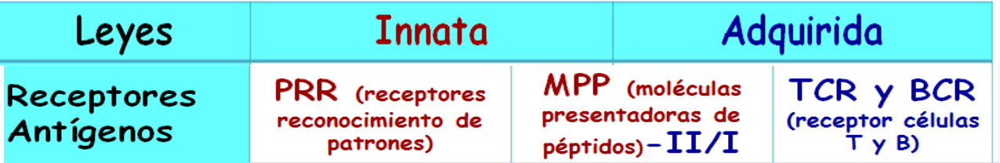 Leyes Innata Adquirida
Receptores
Antígenos
PRR (receptores
reconocimiento de
patrones)
MPP (moléculas
presentadoras de
péptidos)-II/I
TCR y BCR
(receptor células
T y B)